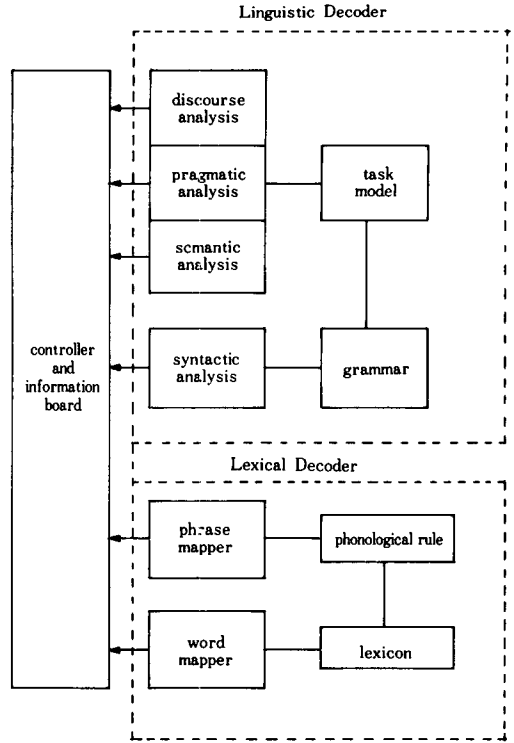 Linguistic Decoder
discourse
analysis
pragmatic
analysis
task
model
semantic
analysis
controller
and
information
board
syntactic
analysis
grammar
Lexical Decoder
phrase
mapper
phonological rule
word
mapper
lexicon